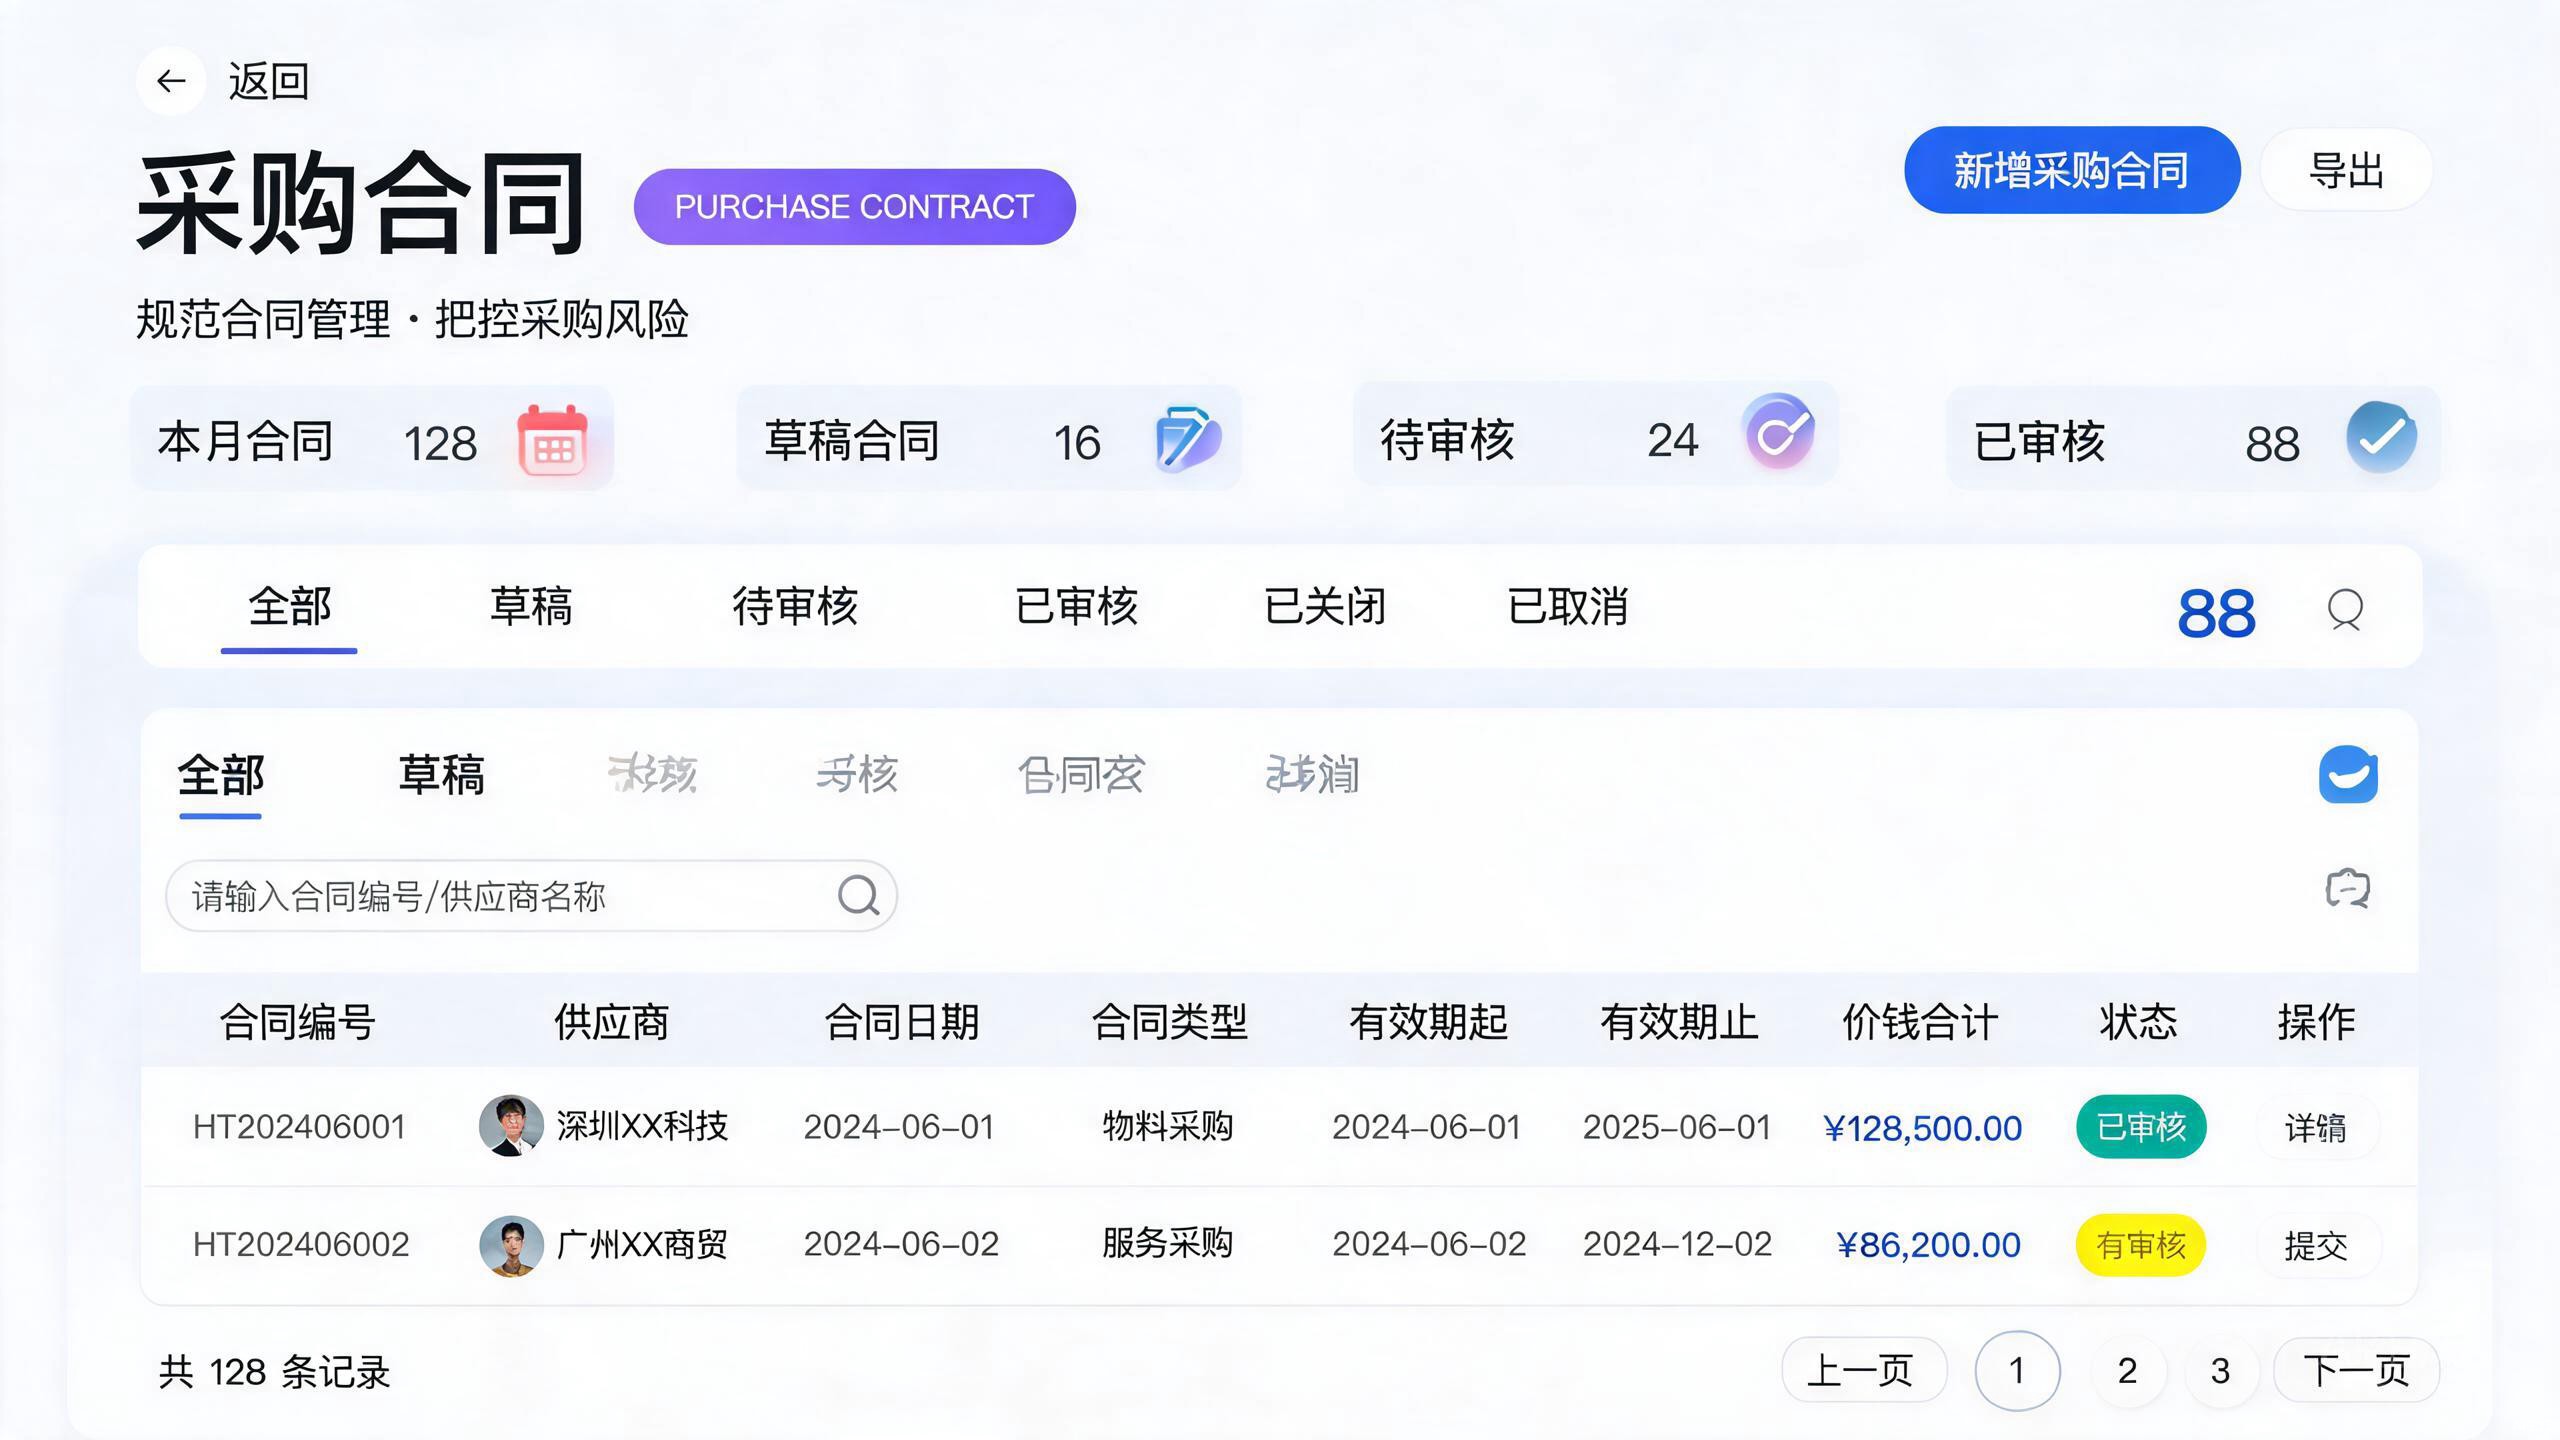 返回
采购合同 PURCHASE CONTRACT
新增采购合同 导出
规范合同管理·把控采购风险
本月合同 128 草稿合同 16 待审核 24 已审核 88
全部 草稿 待审核 已审核 已关闭 已取消 88
全部 草稿
请输入合同编号/供应商名称
合同编号 供应商 合同日期 合同类型 有效期起 有效期止 价钱合计 状态 操作
HT202406001 深圳XX科技 2024-06-01 物料采购 2024-06-01 2025-06-01 ¥128,500.00 已审核
HT202406002 广州XX商贸 2024-06-02 服务采购 2024-06-02 2024-12-02 ¥86,200.00 有审核 提交
共 128 条记录 上一页 1 2 3 下一页